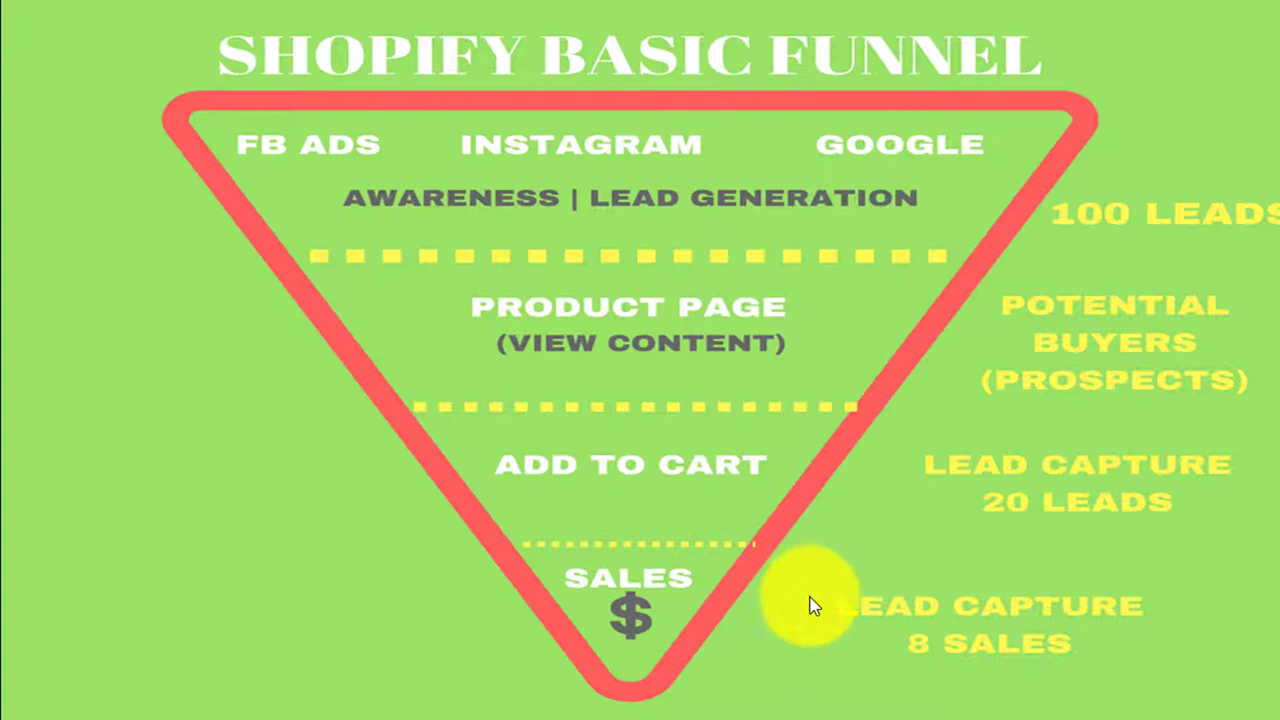 SHOPIFY BASIC FUNNEL
FB ADS INSTAGRAM GOOGLE
AWARENESS | LEAD GENERATION
100 LEADS
PRODUCT PAGE
(VIEW CONTENT)
POTENTIAL
BUYERS
(PROSPECTS)
ADD TO CART
LEAD CAPTURE
20 LEADS
SALES
$
LEAD CAPTURE
8 SALES